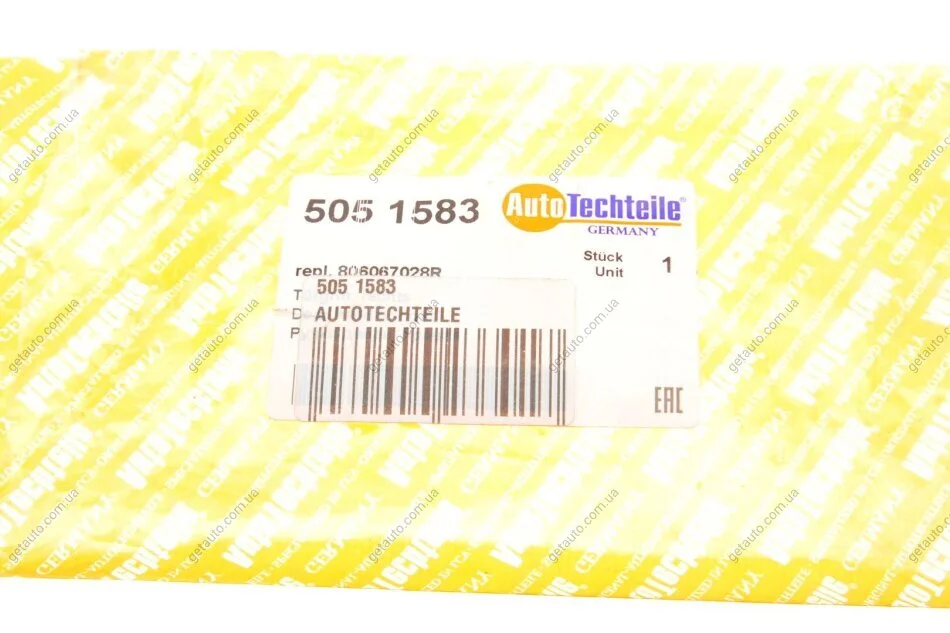 505 1583
AutoTechteile®
GERMANY
Stück
Unit
1
repl. 806067028R
505 1583
AUTOTECHTEILE
EAC
getauto.com.ua